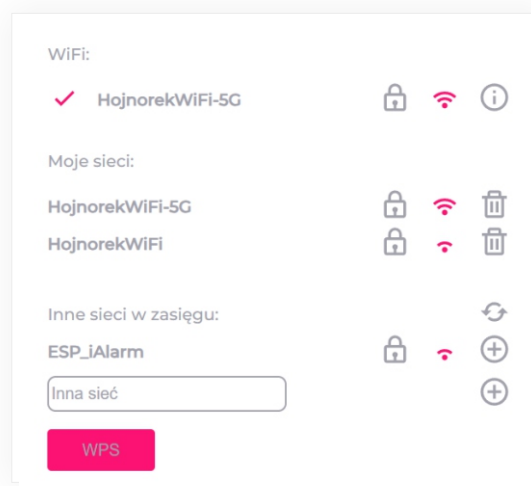 WiFi:
HojnorekWiFi-5G
Moje sieci:
HojnorekWiFi-5G
HojnorekWiFi
Inne sieci w zasięgu:
ESP_iAlarm
Inna sieć
WPS